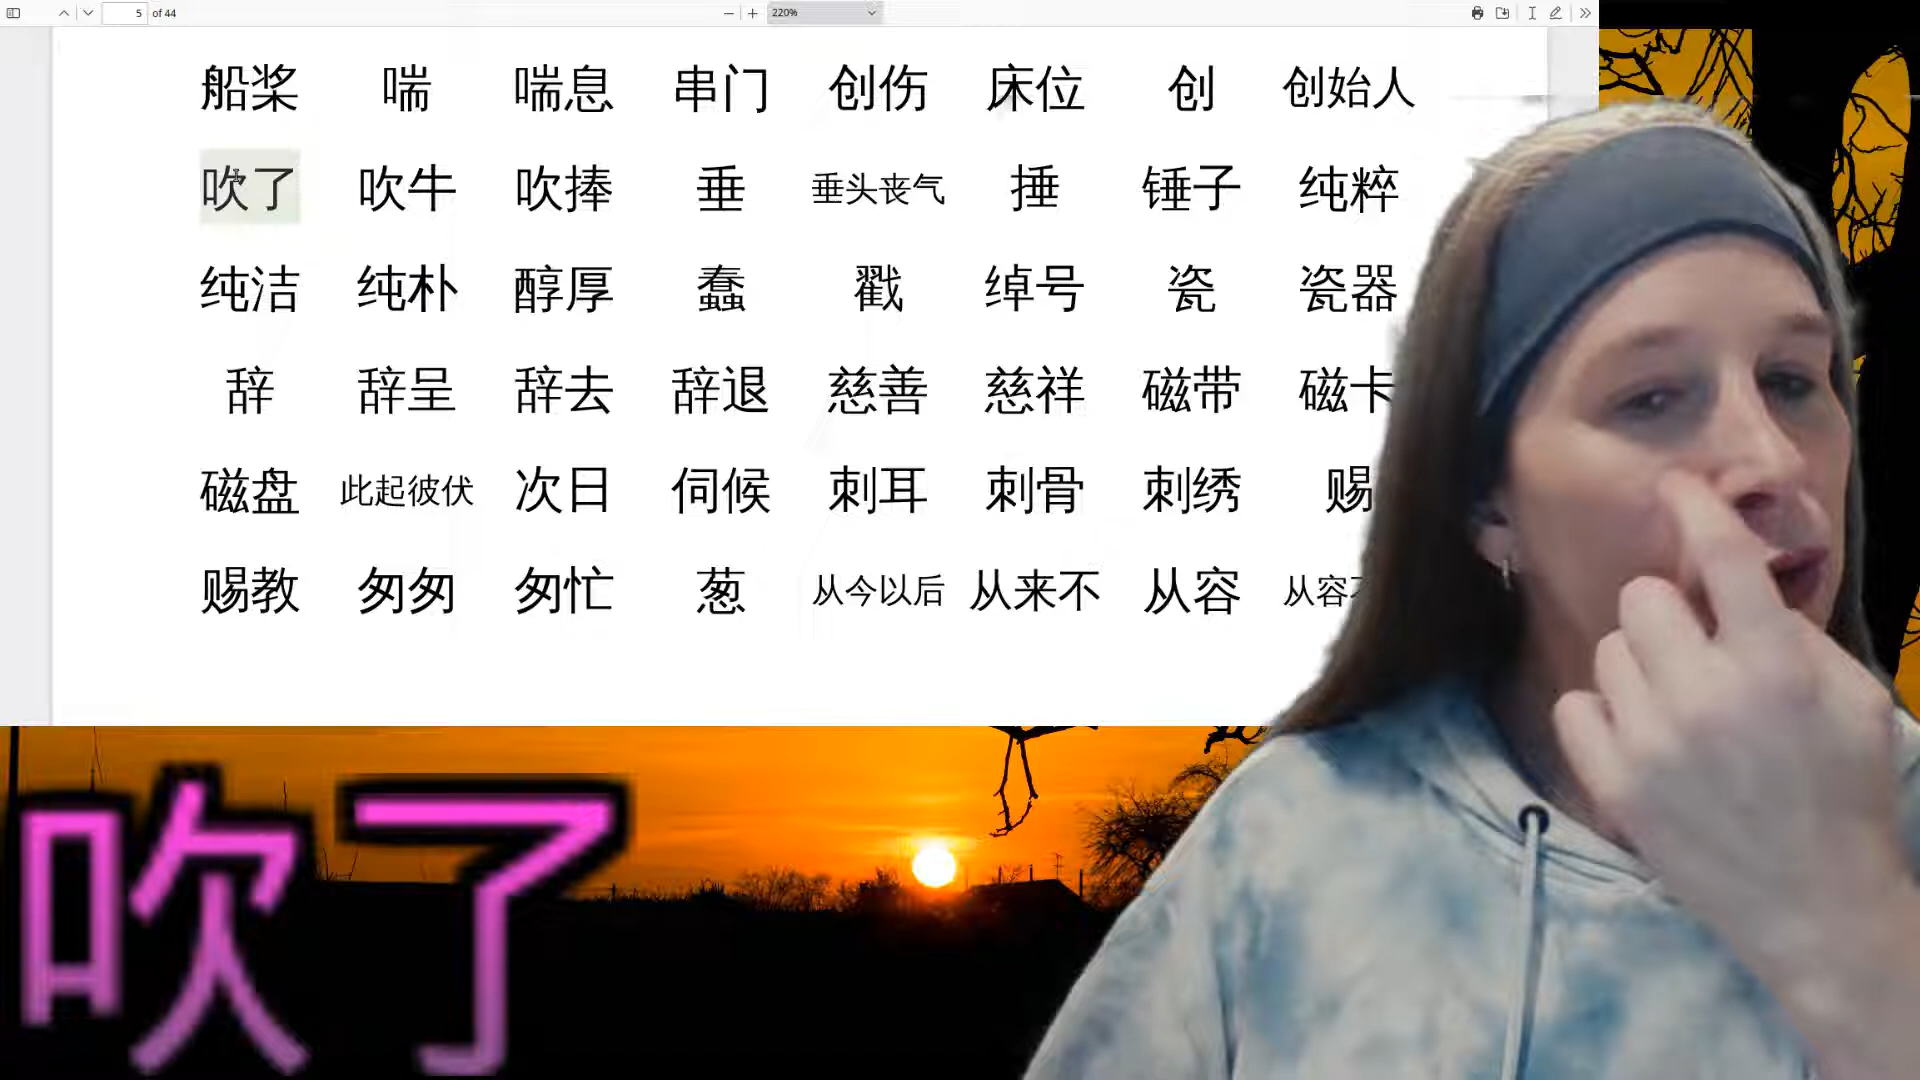 5 of 44 220%
船桨 喘 喘息 串门 创伤 床位 创 创始人
吹了 吹牛 吹捧 垂 垂头丧气 捶 锤子 纯粹
纯洁 纯朴 醇厚 蠢 戳 绰号 瓷 瓷器
辞 辞呈 辞去 辞退 慈善 慈祥 磁带 磁卡
磁盘 此起彼伏 次日 伺候 刺耳 刺骨 刺绣 赐
赐教 匆匆 匆忙 葱 从今以后 从来不 从容 从容
吹了